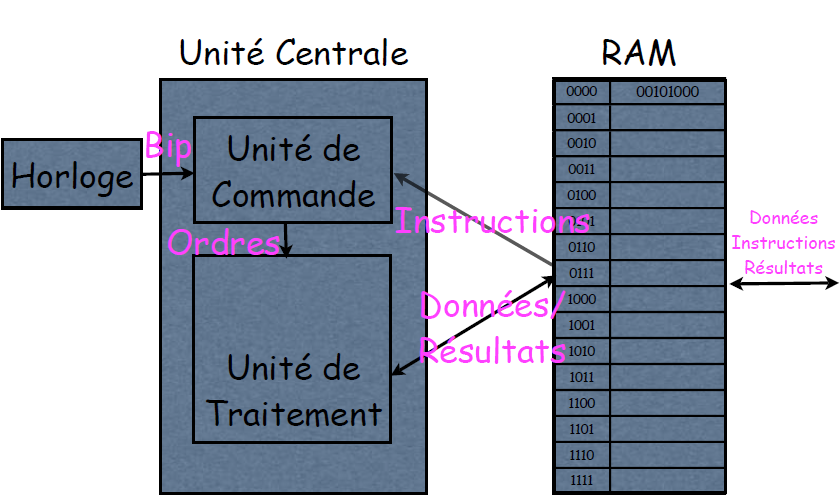 Unité Centrale
RAM
Horloge
Bip
Unité de
Commande
Ordres
Unité de
Traitement
Instructions
Données/
Résultats
0000 00101000
0001
0010
0011
0100
0101
0110
0111
1000
1001
1010
1011
1100
1101
1110
1111
Données
Instructions
Résultats